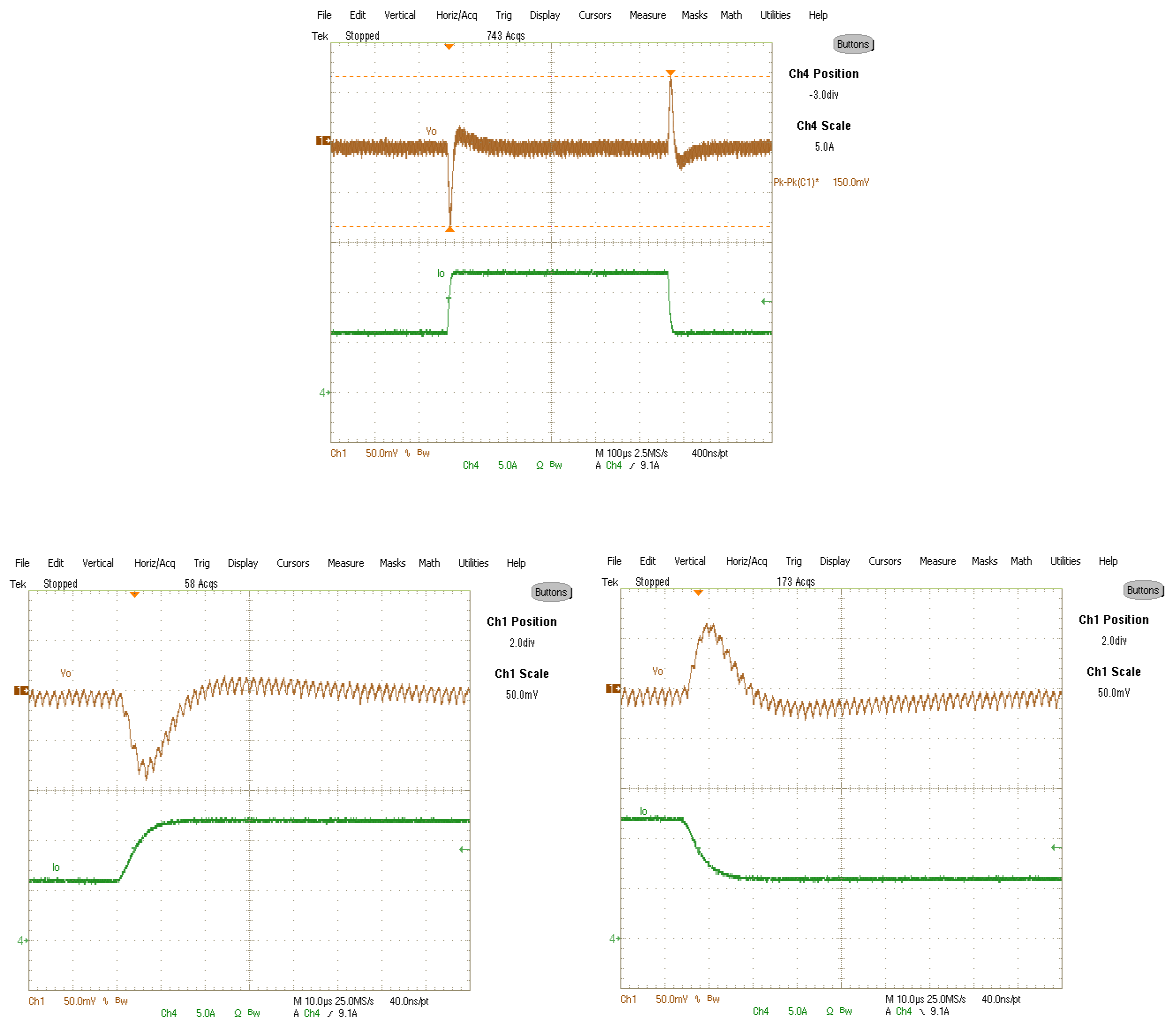 File Edit Vertical Horiz/Acq Trig Display Cursors Measure Masks Math Utilities Help
Tek Stopped 743 Acqs
Buttons
Ch4 Position
-3.0div
Ch4 Scale
5.0A
Pk-Pk(C1)* 150.0mV
Vo
1
Io
4
Ch1 50.0mV % Bw M 100µs 2.5MS/s 400ns/pt
Ch4 5.0A Ω Bw A Ch4 ∫ 9.1A
File Edit Vertical Horiz/Acq Trig Display Cursors Measure Masks Math Utilities Help
Tek Stopped 58 Acqs
Buttons
Ch1 Position
2.0div
Ch1 Scale
50.0mV
Vo
1
Io
4
Ch1 50.0mV % Bw M 10.0µs 25.0MS/s 40.0ns/pt
Ch4 5.0A Ω Bw A Ch4 ∫ 9.1A
File Edit Vertical Horiz/Acq Trig Display Cursors Measure Masks Math Utilities Help
Tek Stopped 173 Acqs
Buttons
Ch1 Position
2.0div
Ch1 Scale
50.0mV
Vo
1
Io
4
Ch1 50.0mV % Bw M 10.0µs 25.0MS/s 40.0ns/pt
Ch4 5.0A Ω Bw A Ch4 9.1A